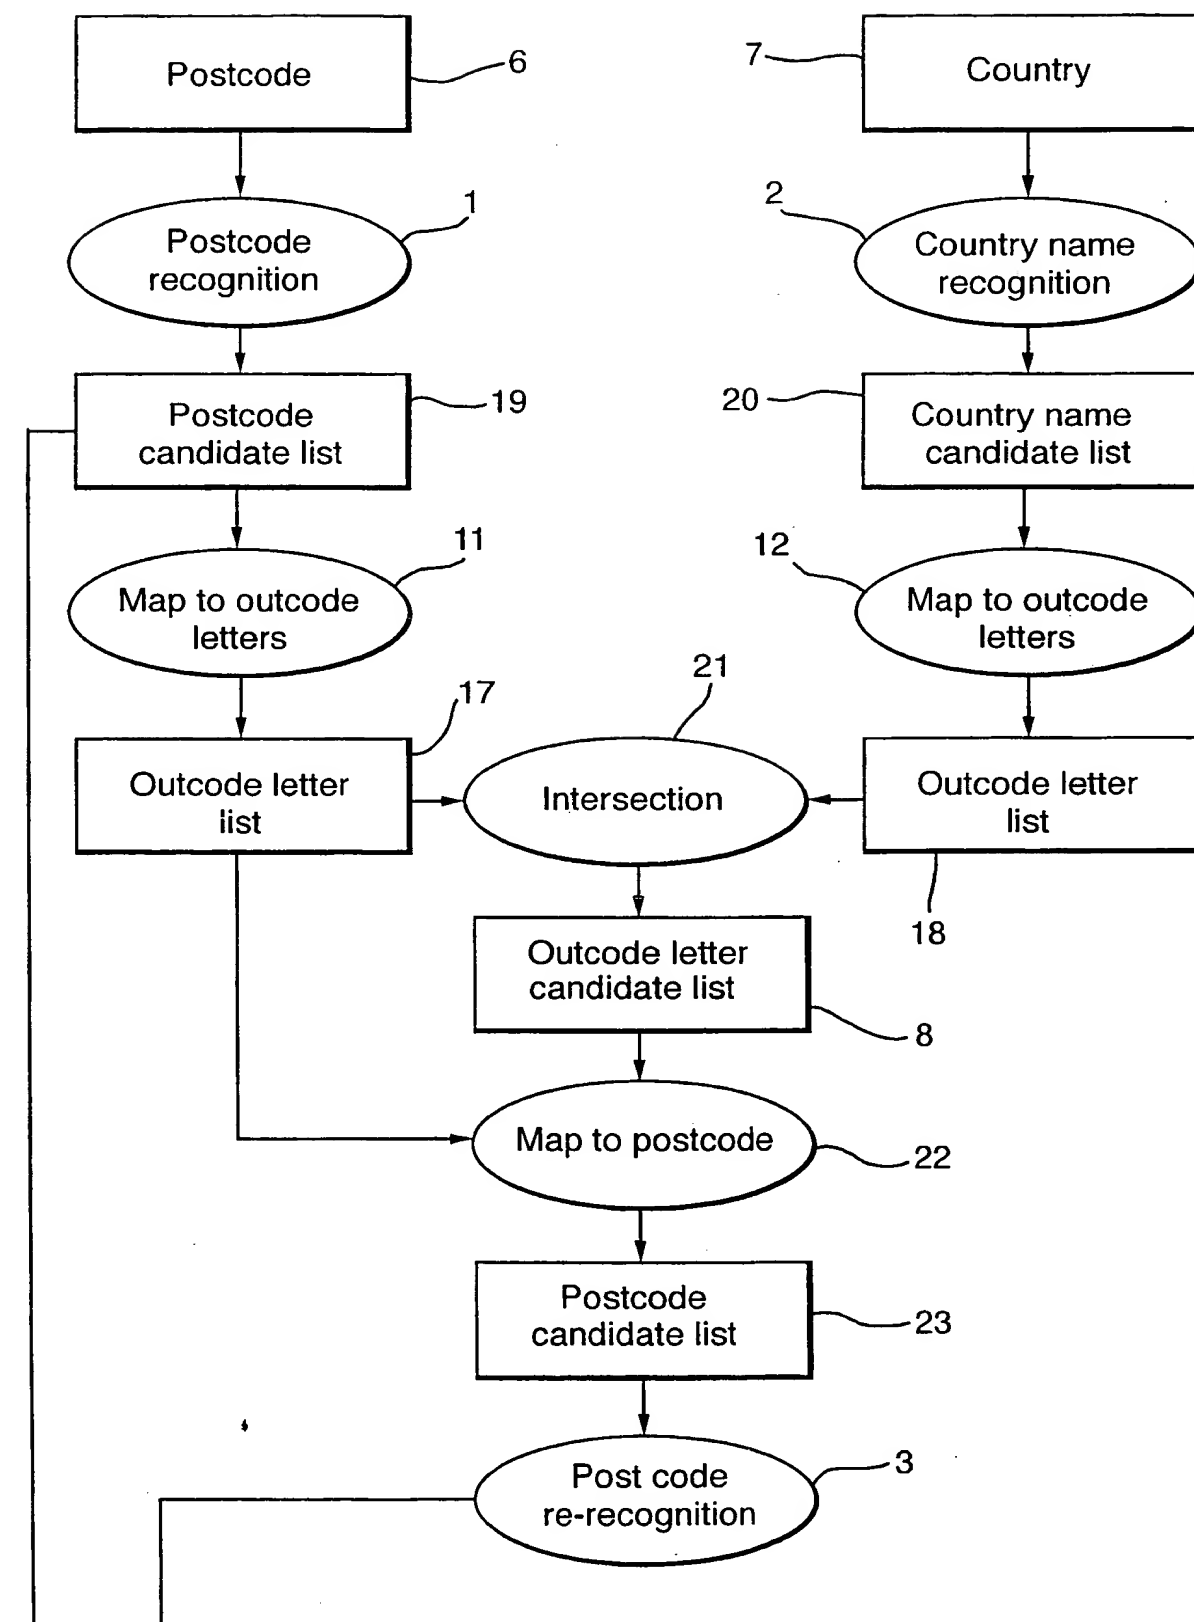 Postcode
6
7
Country
1
2
Postcode
recognition
Country name
recognition
Postcode
candidate list
19
20
Country name
candidate list
11
12
Map to outcode
letters
Map to outcode
letters
17
21
Outcode letter
list
Intersection
Outcode letter
list
18
Outcode letter
candidate list
8
Map to postcode
22
Postcode
candidate list
23
Post code
re-recognition
3